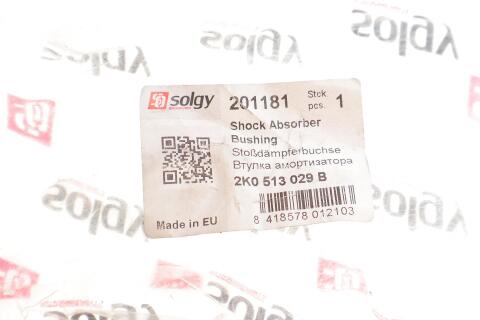 solgy
solgy 201181 Stck. pcs. 1
Shock Absorber
Bushing
Stoßdämpferbuchse
Втулка амортизатора
2K0 513 029 B
Made in EU
8 418578 012103
solgy
solgy
solgy
solgy